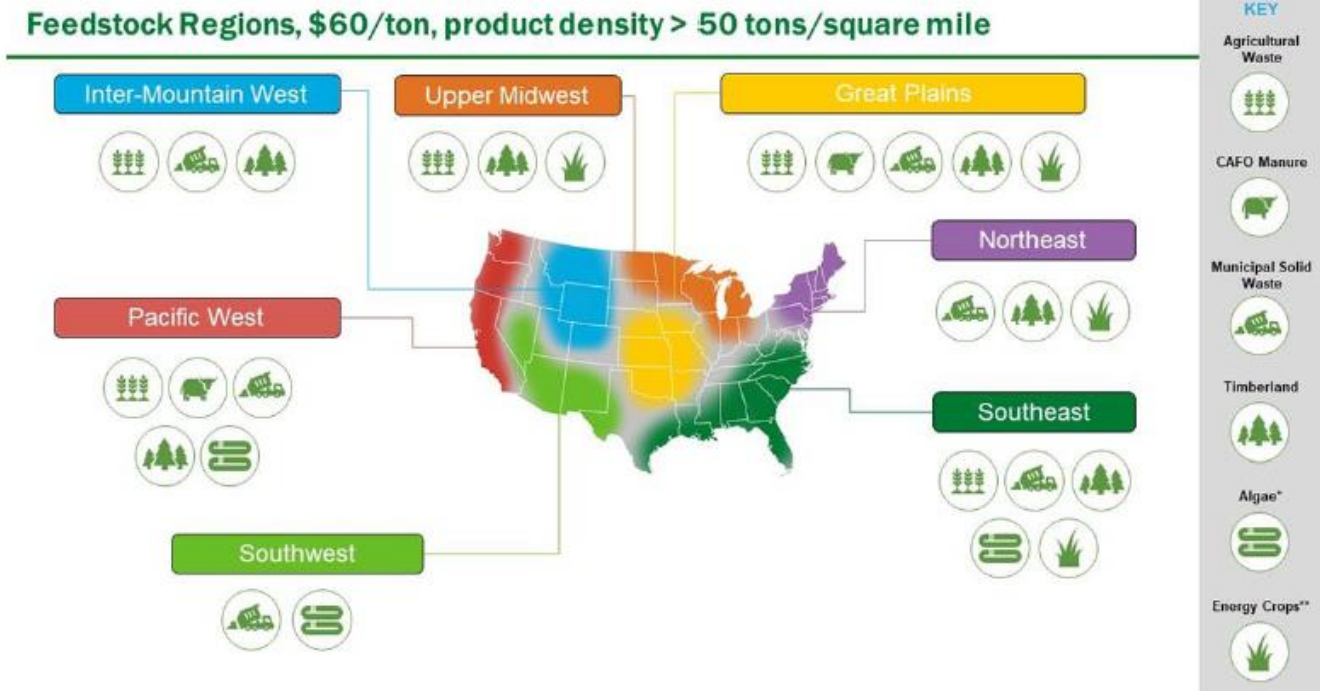 Feedstock Regions, $60/ton, product density > 50 tons/square mile
Inter-Mountain West
Upper Midwest
Great Plains
Northeast
Pacific West
Southeast
Southwest
KEY
Agricultural
Waste
CAFO Manure
Municipal Solid
Waste
Timberland
Algae*
Energy Crops**